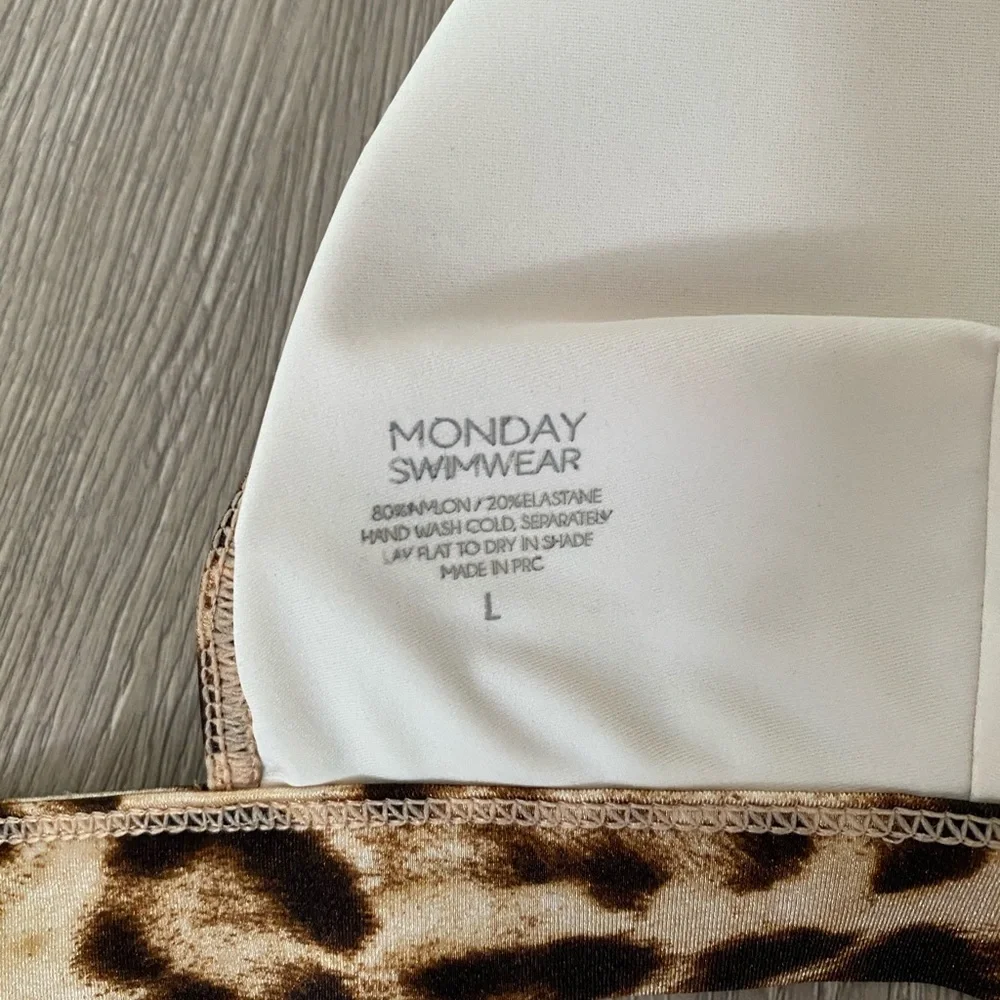 MONDAY
SWIMWEAR
80% NYLON / 20% ELASTANE
HAND WASH COLD, SEPARATELY
LAY FLAT TO DRY IN SHADE
MADE IN PRC
L